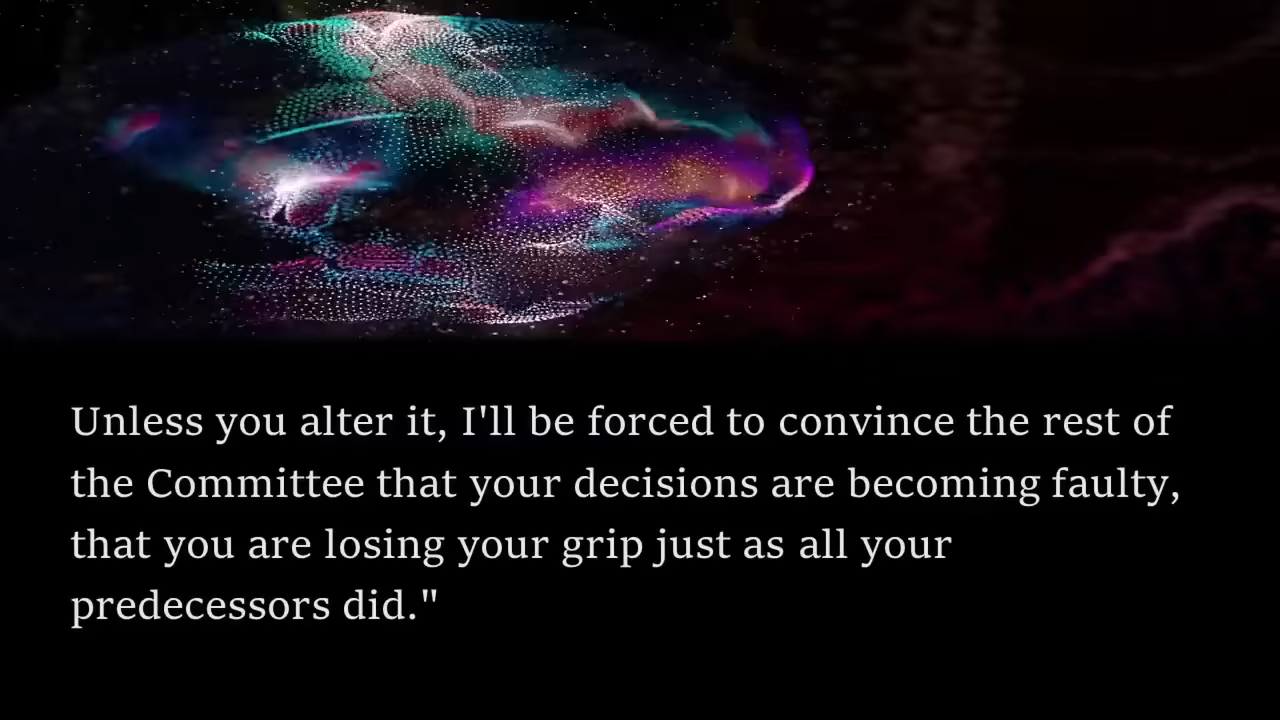 Unless you alter it, I'll be forced to convince the rest of
the Committee that your decisions are becoming faulty,
that you are losing your grip just as all your
predecessors did."